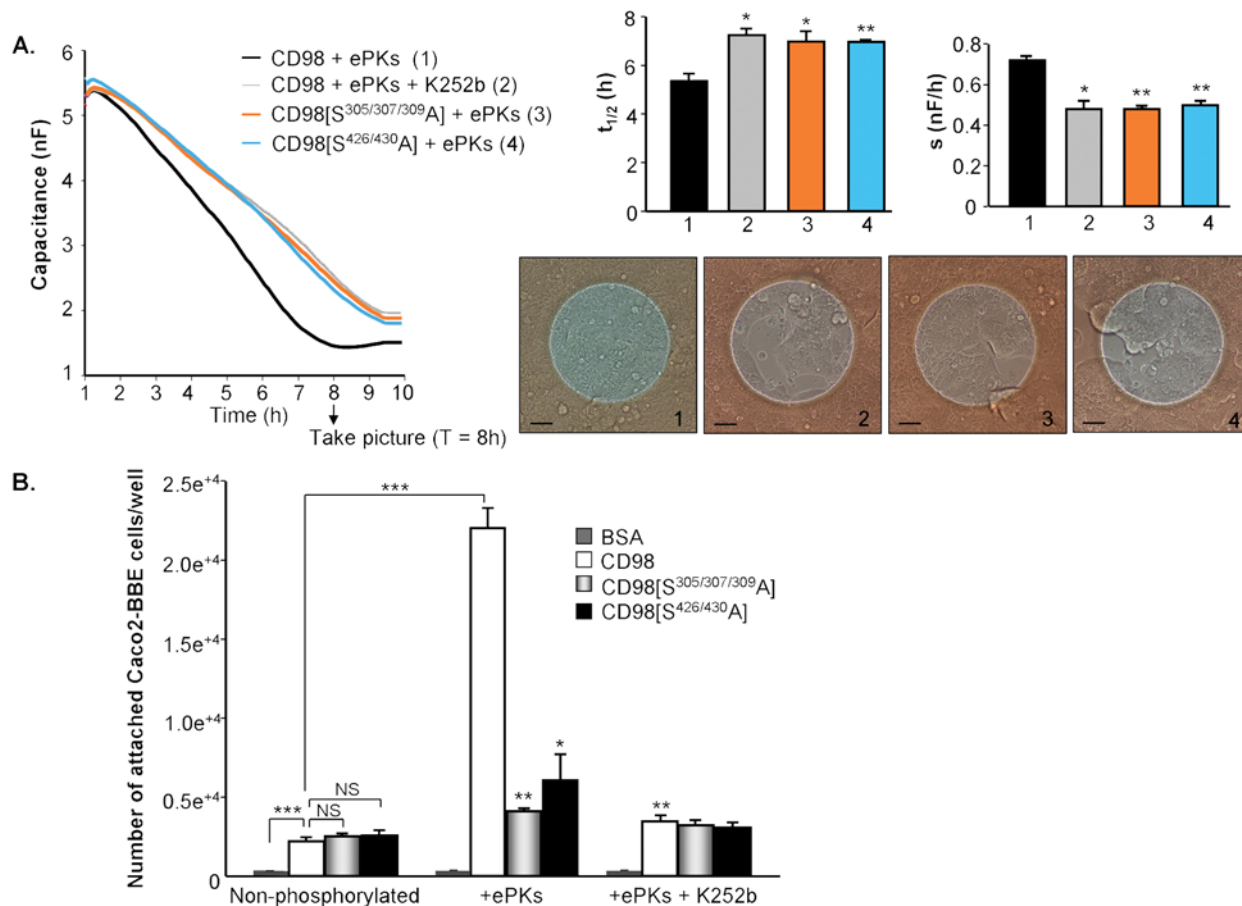 A.
Capacitance (nF)
6
5
4
3
2
1
1 2 3 4 5 6 7 8 9 10
Time (h)
Take picture (T = 8h)
CD98 + ePKs (1)
CD98 + ePKs + K252b (2)
CD98[S305/307/309A] + ePKs (3)
CD98[S426/430A] + ePKs (4)
t1/2 (h)
8
6
4
2
0
* * *
1 2 3 4
s (nF/h)
0.8
0.6
0.4
0.2
0
* ** **
1 2 3 4
1
2
3
4
B.
Number of attached Caco2-BBE cells/well
2.5e+4
2.0e+4
1.5e+4
1.0e+4
0.5e+4
0
BSA
CD98
CD98[S305/307/309A]
CD98[S426/430A]
***
NS
*** NS
** *
**
Non-phosphorylated +ePKs +ePKs + K252b